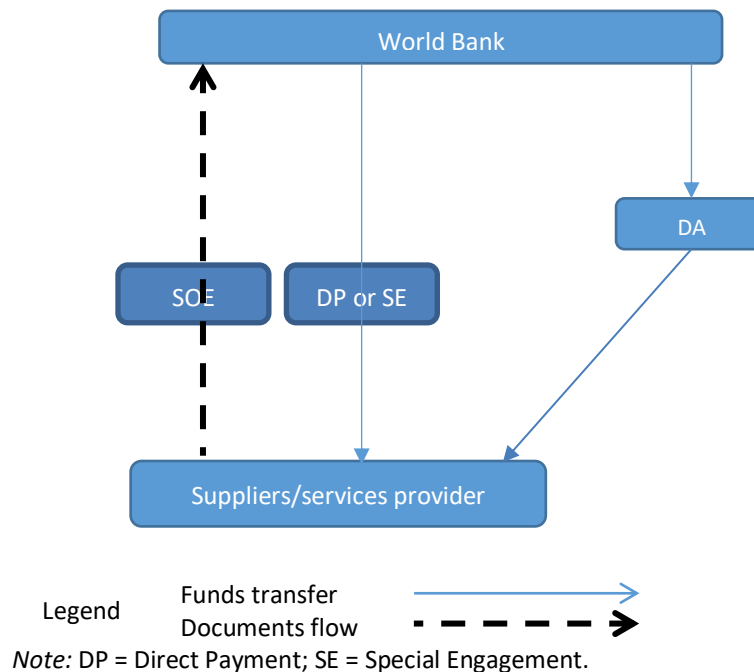 World Bank
DA
SOE
DP or SE
Suppliers/services provider
Legend
Funds transfer
Documents flow
Note: DP = Direct Payment; SE = Special Engagement.